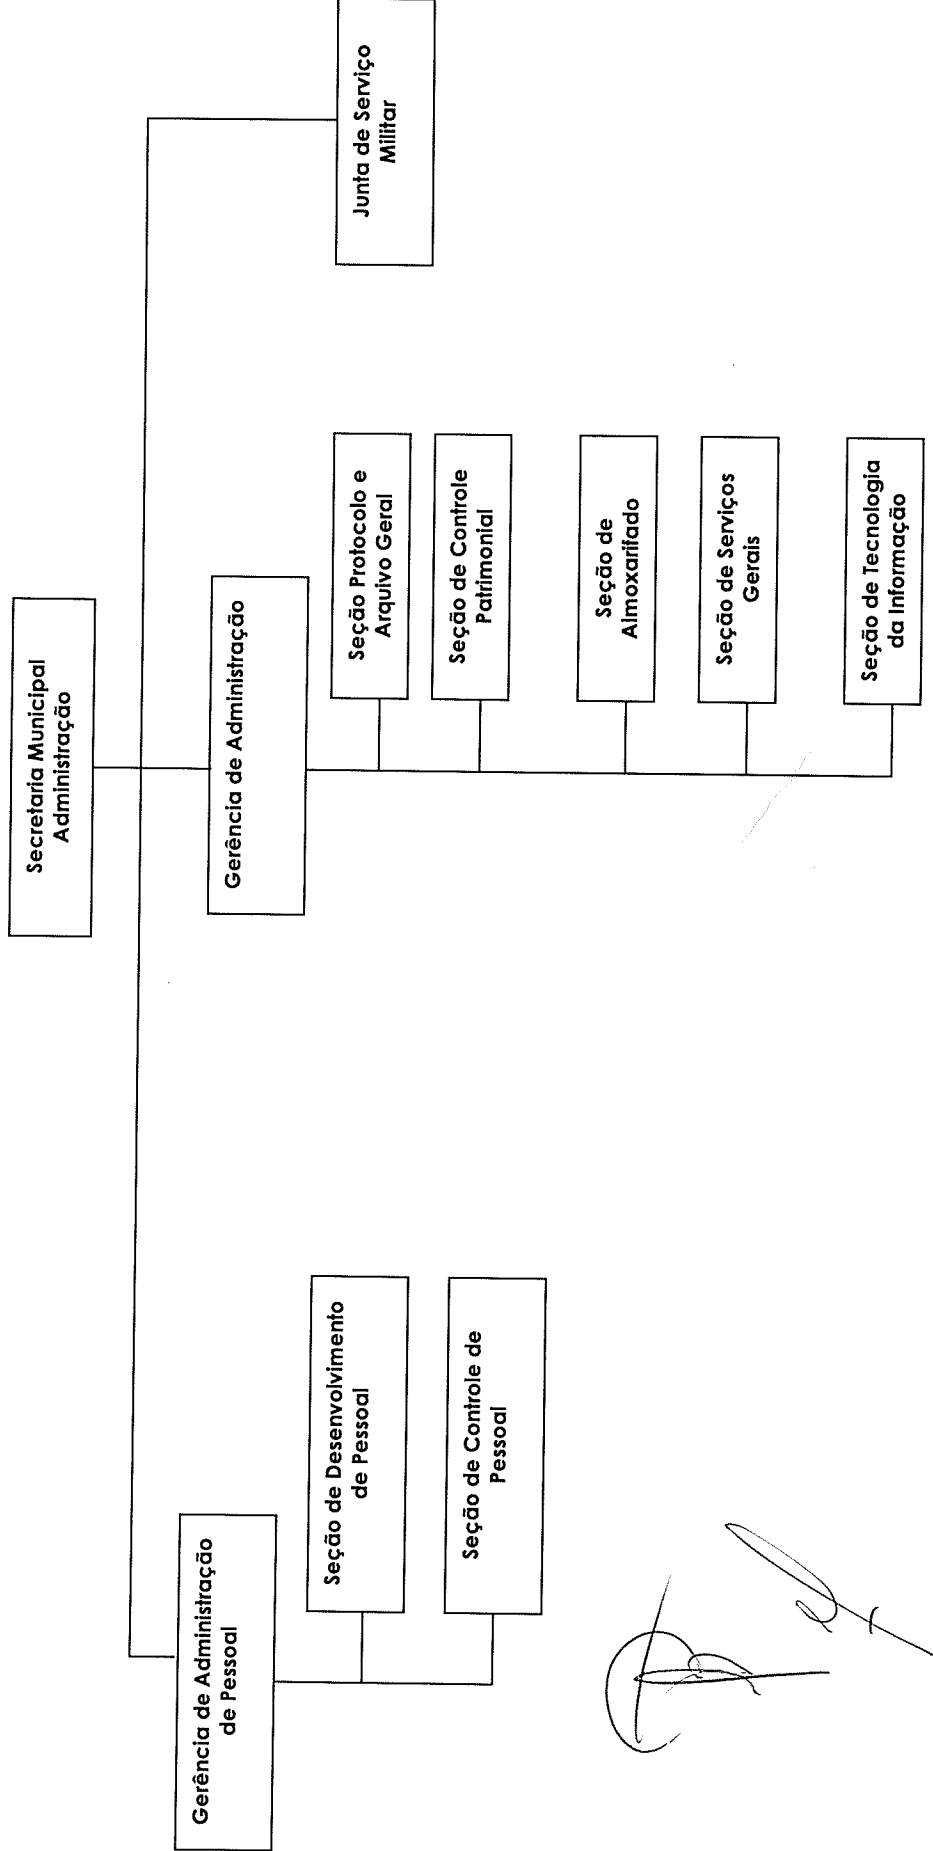 Secretaria Municipal
Administração
Gerência de Administração
de Pessoal
Seção de Desenvolvimento
de Pessoal
Seção de Controle de
Pessoal
Gerência de Administração
Seção Protocolo e
Arquivo Geral
Seção de Controle
Patrimonial
Seção de
Almoxarifado
Seção de Serviços
Gerais
Seção de Tecnologia
da Informação
Junta de Serviço
Militar